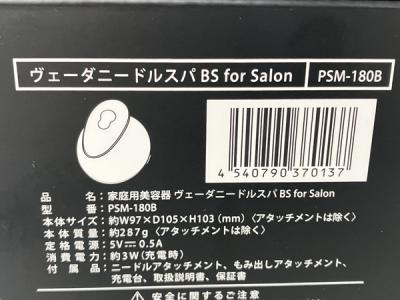 ヴェーダニードルスパ BS for Salon
PSM-180B
4 540790 370137
品 名：家庭用美容器 ヴェーダニードルスパ BS for Salon
型 番：PSM-180B
本体サイズ：約W97×D105×H103（mm）〈アタッチメントは除く〉
本体質量：約287g〈アタッチメントは除く〉
定格電源：5V⎓0.5A
消費電力：約3W（充電時）
付属品：ニードルアタッチメント、もみ出しアタッチメント、
充電台、取扱説明書、保証書
安全に関するご注意